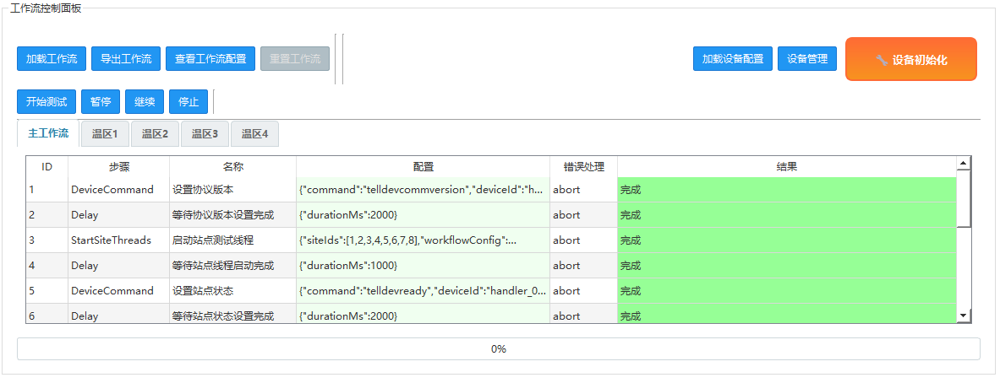 工作流控制面板
加载工作流 导出工作流 查看工作流配置 重置工作流 加载设备配置 设备管理 🔧 设备初始化
开始测试 暂停 继续 停止
主工作流 温区1 温区2 温区3 温区4
ID 步骤 名称 配置 错误处理 结果
1 DeviceCommand 设置协议版本 {"command":"telldevcommversion","deviceId":"h... abort 完成
2 Delay 等待协议版本设置完成 {"durationMs":2000} abort 完成
3 StartSiteThreads 启动站点测试线程 {"siteIds":[1,2,3,4,5,6,7,8],"workflowConfig":... abort 完成
4 Delay 等待站点线程启动完成 {"durationMs":1000} abort 完成
5 DeviceCommand 设置站点状态 {"command":"telldevready","deviceId":"handler_0... abort 完成
6 Delay 等待站点状态设置完成 {"durationMs":2000} abort 完成
0%